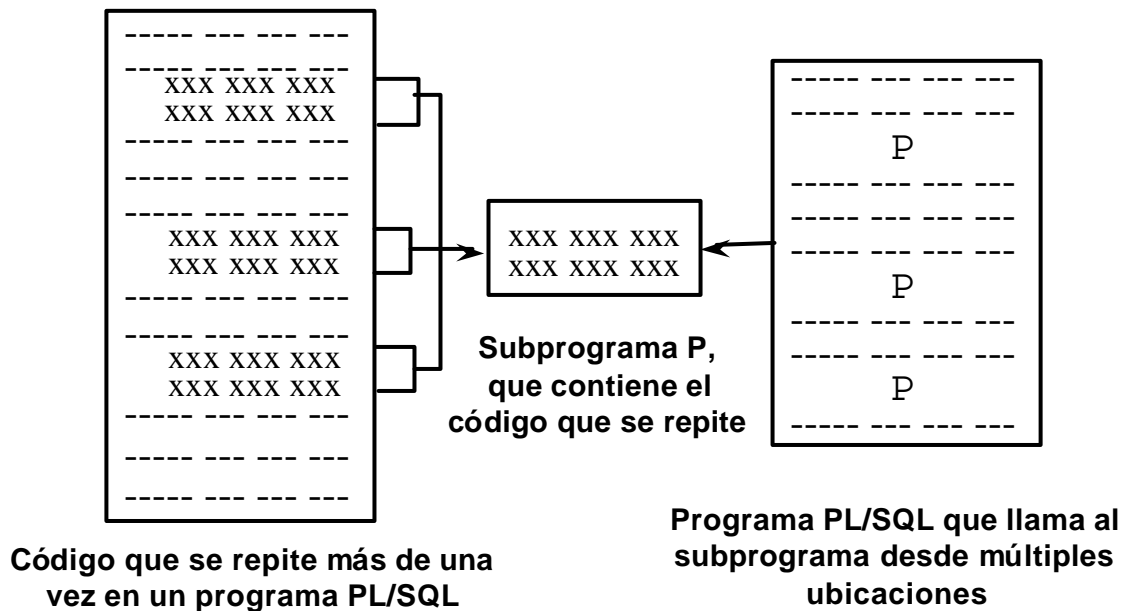 ----- --- --- ---
----- --- --- ---
xxx xxx xxx
xxx xxx xxx
----- --- --- ---
----- --- --- ---
----- --- --- ---
xxx xxx xxx
xxx xxx xxx
----- --- --- ---
----- --- --- ---
xxx xxx xxx
xxx xxx xxx
----- --- --- ---
----- --- --- ---
----- --- --- ---
Código que se repite más de una
vez en un programa PL/SQL
xxx xxx xxx
xxx xxx xxx
Subprograma P,
que contiene el
código que se repite
----- --- --- ---
----- --- --- ---
P
----- --- --- ---
----- --- --- ---
----- --- --- ---
P
----- --- --- ---
----- --- --- ---
P
----- --- --- ---
Programa PL/SQL que llama al
subprograma desde múltiples
ubicaciones